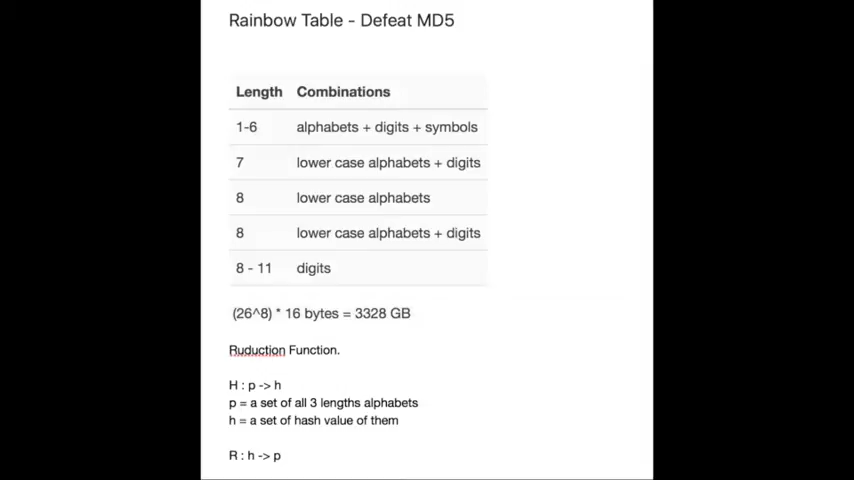 Rainbow Table - Defeat MD5
Length Combinations
1-6 alphabets + digits + symbols
7 lower case alphabets + digits
8 lower case alphabets
8 lower case alphabets + digits
8 - 11 digits
(26^8) * 16 bytes = 3328 GB
Ruduction Function.
H : p -> h
p = a set of all 3 lengths alphabets
h = a set of hash value of them
R : h -> p